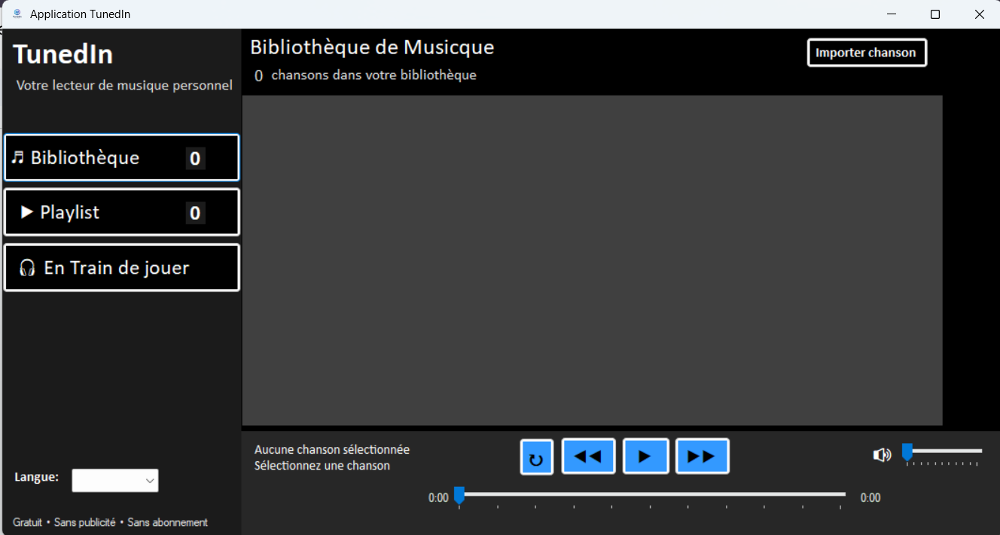 Application TunedIn
TunedIn
Votre lecteur de musique personnel
Bibliothèque 0
Playlist 0
En Train de jouer
Langue:
Gratuit • Sans publicité • Sans abonnement
Bibliothèque de Musicque
0 chansons dans votre bibliothèque
Importer chanson
Aucune chanson sélectionnée
Sélectionnez une chanson
0:00
0:00